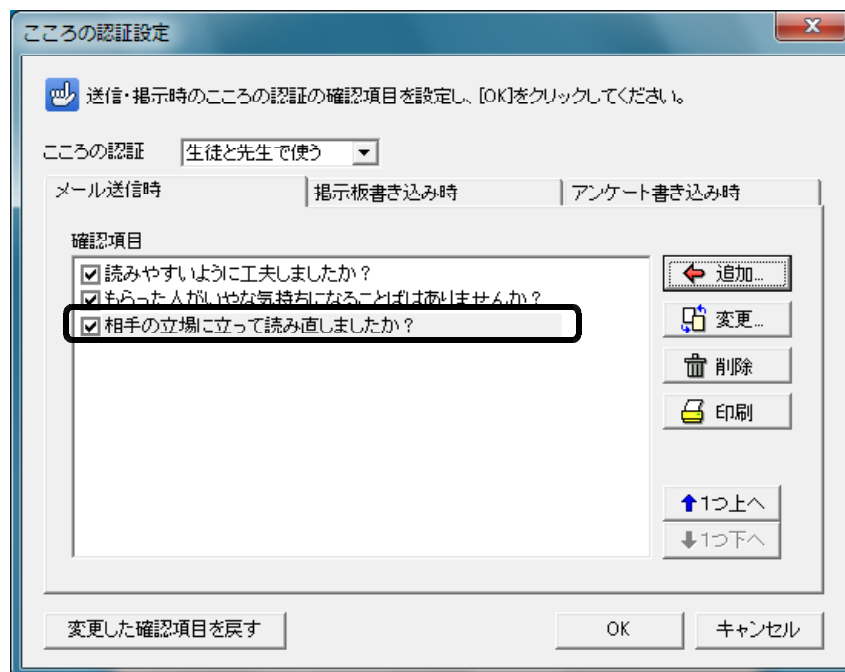 こころの認証設定
送信・掲示時のこころの認証の確認項目を設定し、[OK]をクリックしてください。
こころの認証 生徒と先生で使う
メール送信時 掲示板書き込み時 アンケート書き込み時
確認項目
読みやすいように工夫しましたか？
もらった人がいやな気持ちになることばはありませんか？
相手の立場に立って読み直しましたか？
追加...
変更...
削除
印刷
1つ上へ
1つ下へ
変更した確認項目を戻す OK キャンセル